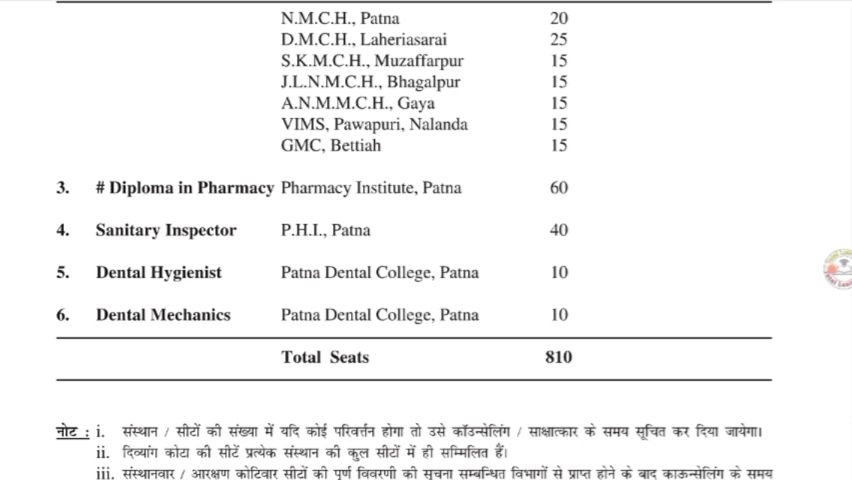 N.M.C.H., Patna 20
D.M.C.H., Laheriasarai 25
S.K.M.C.H., Muzaffarpur 15
J.L.N.M.C.H., Bhagalpur 15
A.N.M.M.C.H., Gaya 15
VIMS, Pawapuri, Nalanda 15
GMC, Bettiah 15
3. # Diploma in Pharmacy Pharmacy Institute, Patna 60
4. Sanitary Inspector P.H.I., Patna 40
5. Dental Hygienist Patna Dental College, Patna 10
6. Dental Mechanics Patna Dental College, Patna 10
Total Seats 810
नोट : i. संस्थान / सीटों की संख्या में यदि कोई परिवर्त्तन होगा तो उसे कॉउन्सेलिंग / साक्षात्कार के समय सूचित कर दिया जायेगा।
ii. दिव्यांग कोटा की सीटें प्रत्येक संस्थान की कुल सीटों में ही सम्मिलित हैं।
iii. संस्थानवार / आरक्षण कोटिवार सीटों की पूर्ण विवरणी की सूचना सम्बन्धित विभागों से प्राप्त होने के बाद काऊन्सेलिंग के समय